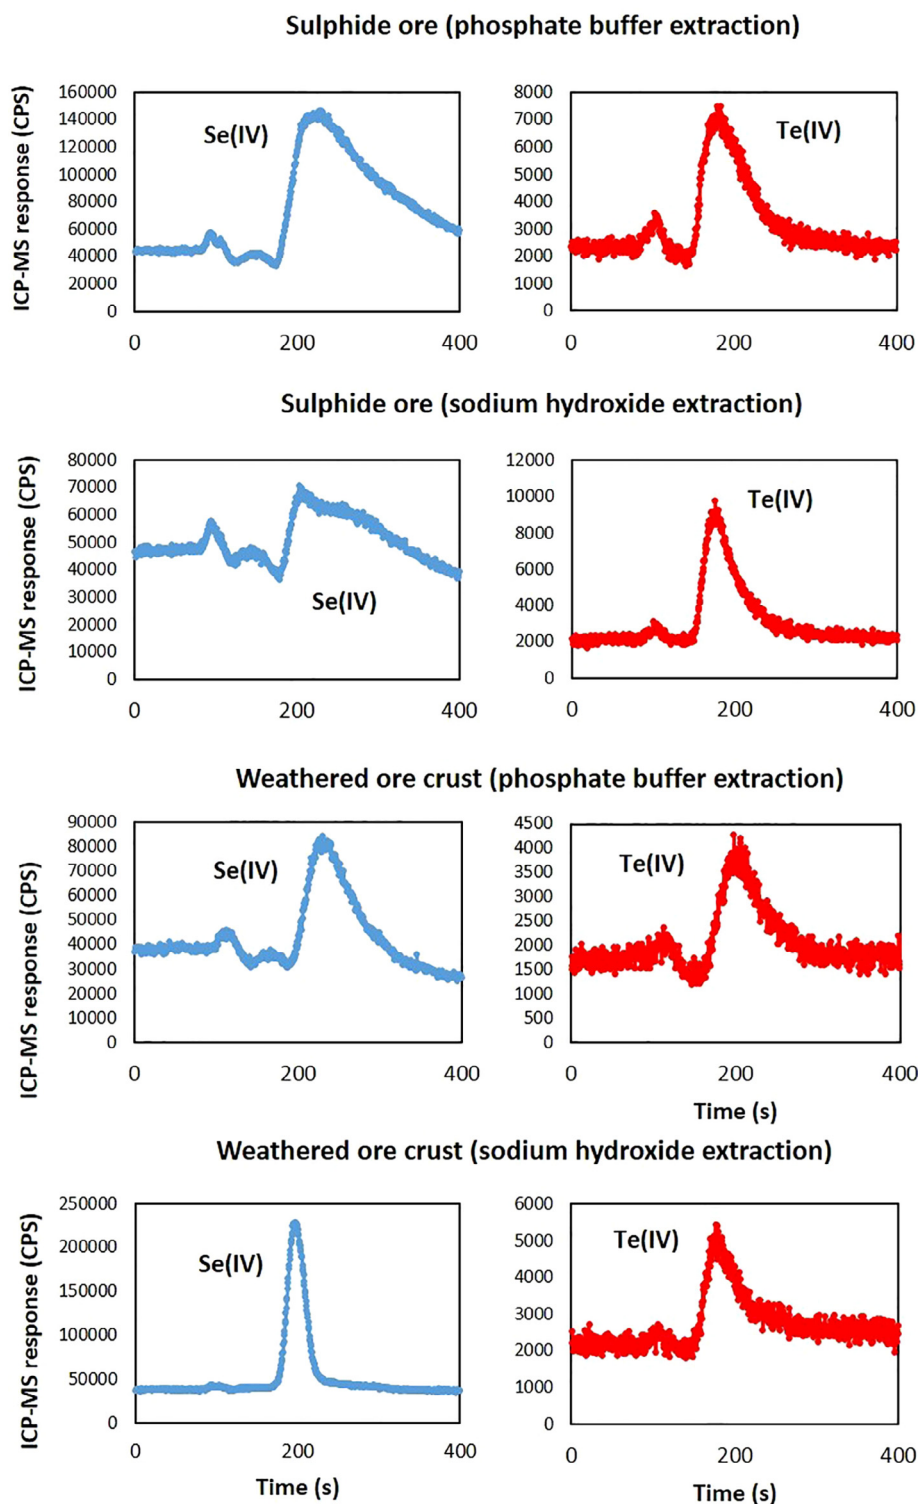 Sulphide ore (phosphate buffer extraction)
ICP-MS response (CPS)
160000
140000
120000
100000
80000
60000
40000
20000
0
Se(IV)
0 200 400
8000
7000
6000
5000
4000
3000
2000
1000
0
Te(IV)
0 200 400
Sulphide ore (sodium hydroxide extraction)
ICP-MS response (CPS)
80000
70000
60000
50000
40000
30000
20000
10000
0
Se(IV)
0 200 400
12000
10000
8000
6000
4000
2000
0
Te(IV)
0 200 400
Weathered ore crust (phosphate buffer extraction)
ICP-MS response (CPS)
90000
80000
70000
60000
50000
40000
30000
20000
10000
0
Se(IV)
0 200 400
4500
4000
3500
3000
2500
2000
1500
1000
500
0
Te(IV)
0 200 400
Time (s)
Weathered ore crust (sodium hydroxide extraction)
ICP-MS response (CPS)
250000
200000
150000
100000
50000
0
Se(IV)
0 200 400
Time (s)
6000
5000
4000
3000
2000
1000
0
Te(IV)
0 200 400
Time (s)